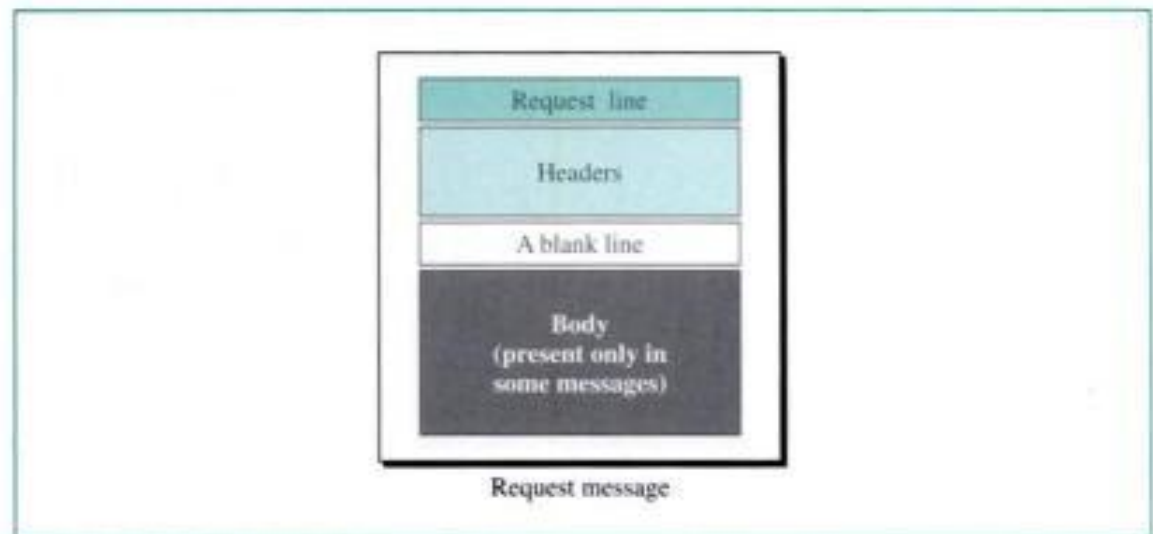 Request line
Headers
A blank line
Body
(present only in
some messages)
Request message